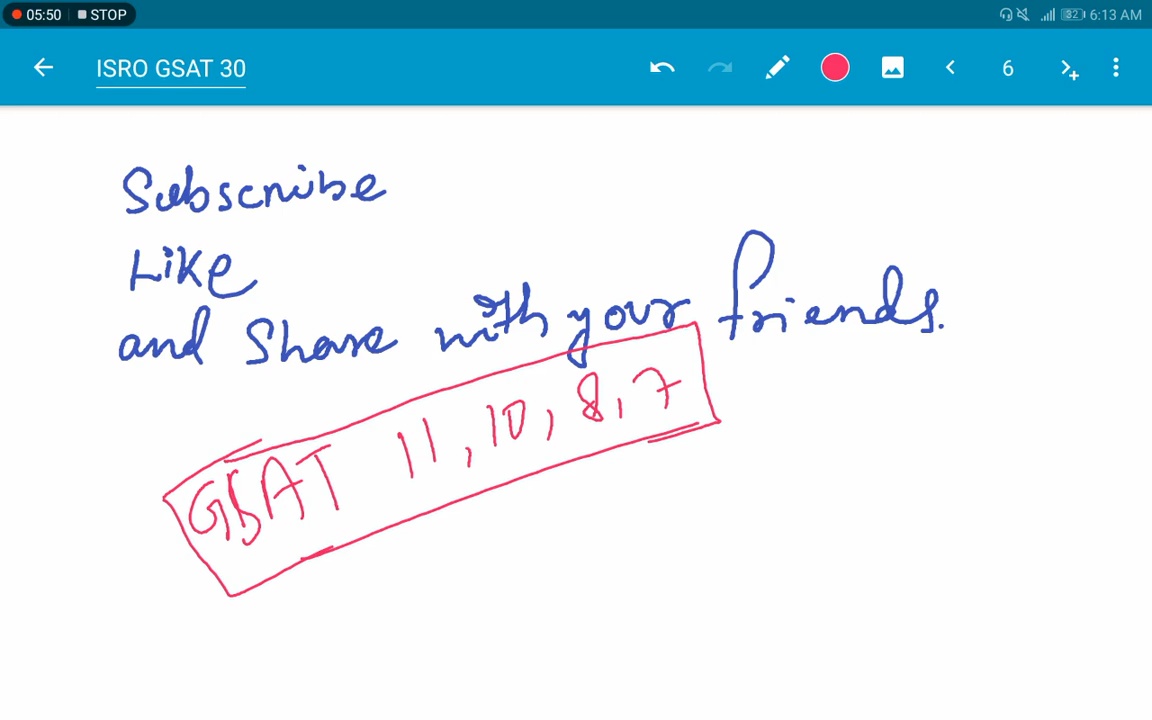 05:50 STOP 32 6:13 AM
ISRO GSAT 30 6
Subscribe
Like
and Share with your friends.
GSAT 11, 10, 8, 7